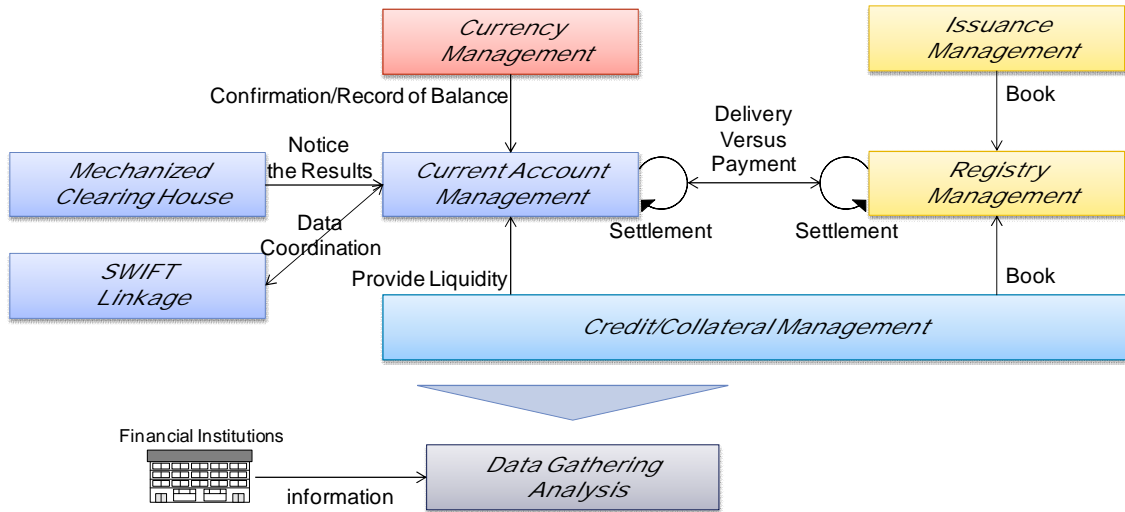 Currency
Management
Issuance
Management
Confirmation/Record of Balance
Book
Delivery
Versus
Payment
Notice
the Results
Mechanized
Clearing House
Current Account
Management
Registry
Management
Data
Coordination
Settlement
Settlement
SWIFT
Linkage
Provide Liquidity
Book
Credit/Collateral Management
Financial Institutions
information
Data Gathering
Analysis